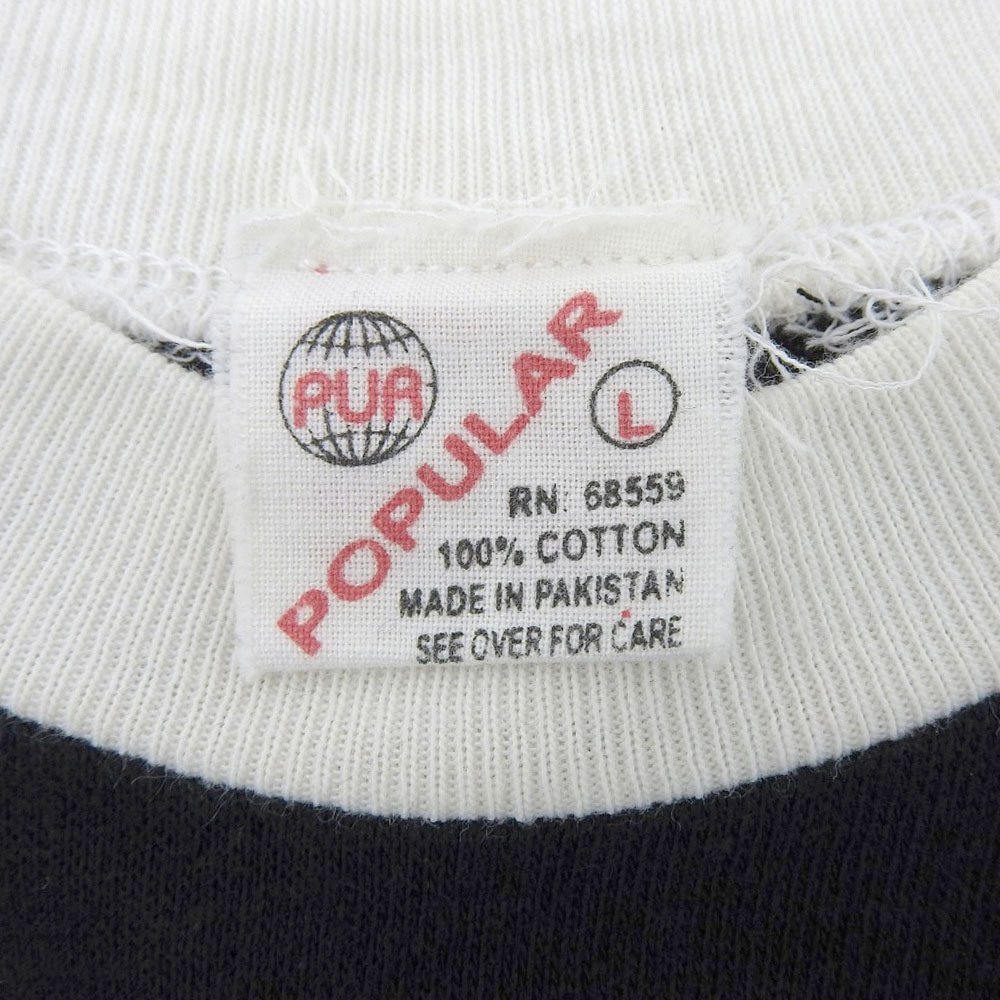 PUR
POPULAR
L
RN: 68559
100% COTTON
MADE IN PAKISTAN
SEE OVER FOR CARE